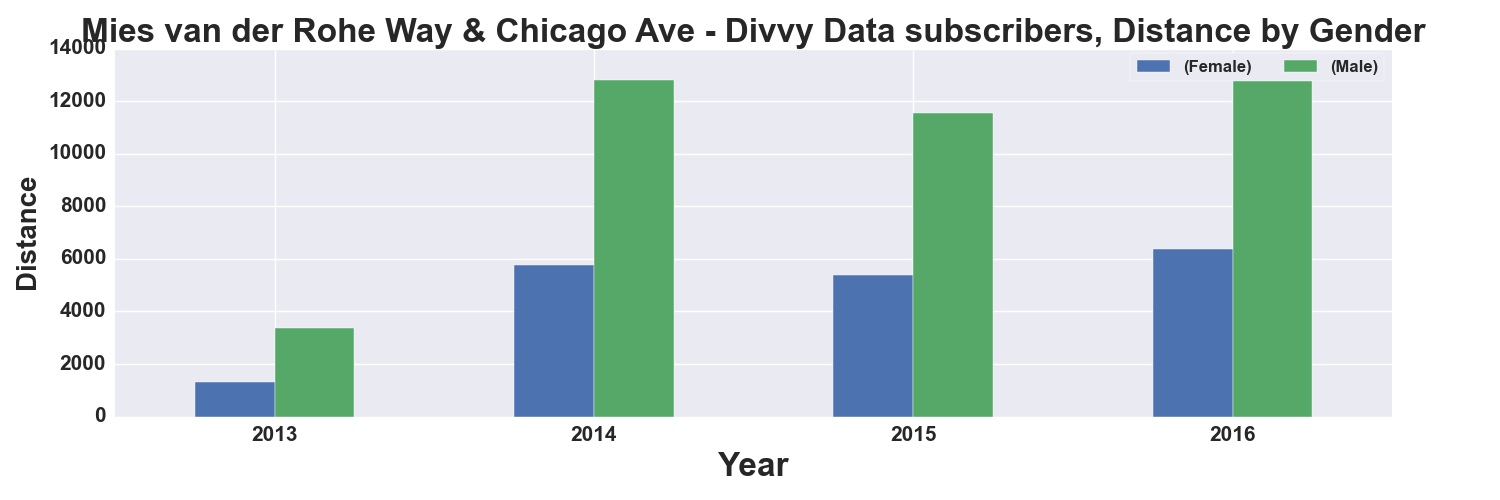 Mies van der Rohe Way & Chicago Ave - Divvy Data subscribers, Distance by Gender
(Female) (Male)
14000
12000
10000
8000
6000
4000
2000
0
Distance
2013 2014 2015 2016
Year